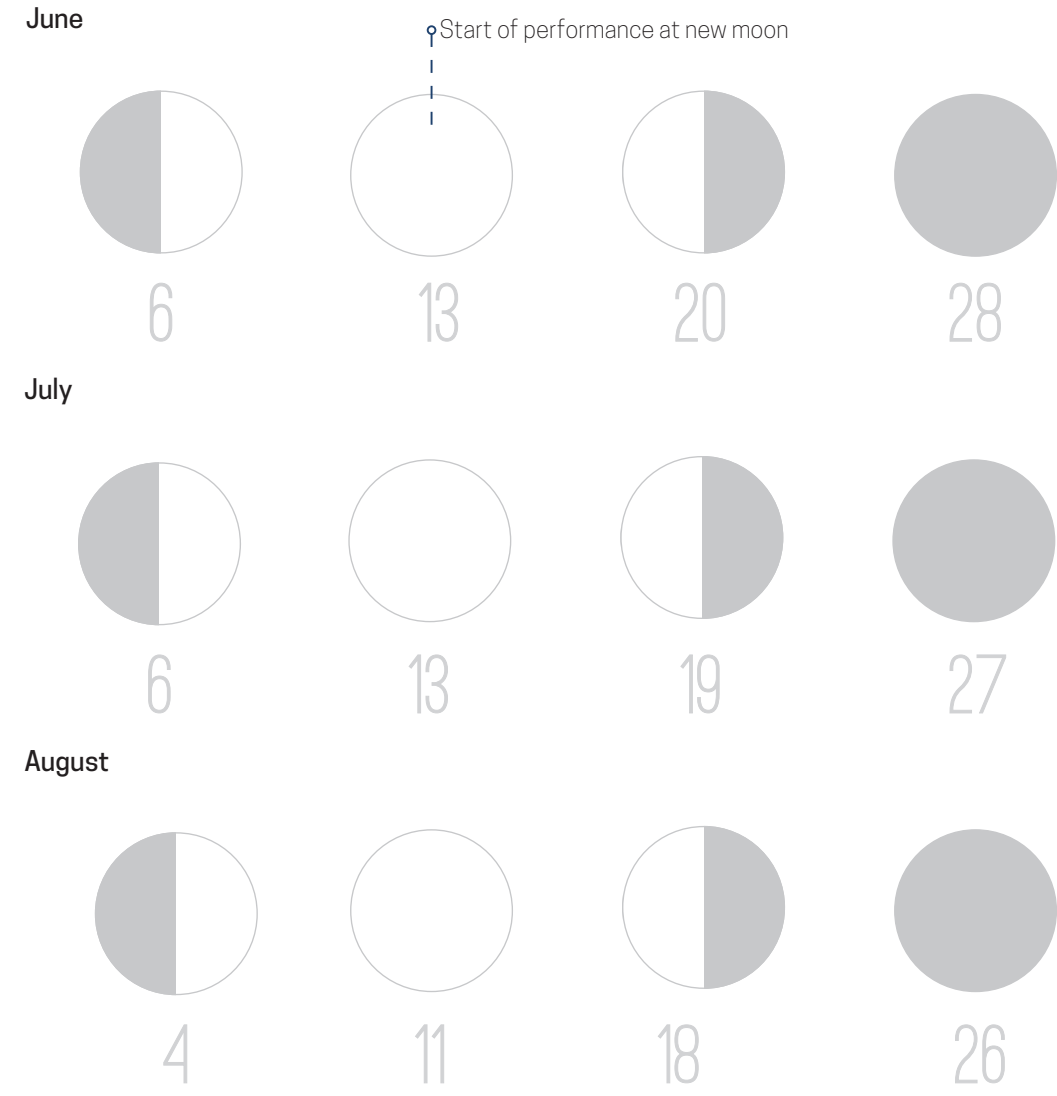 June
Start of performance at new moon
6 13 20 28
July
6 13 19 27
August
4 11 18 26